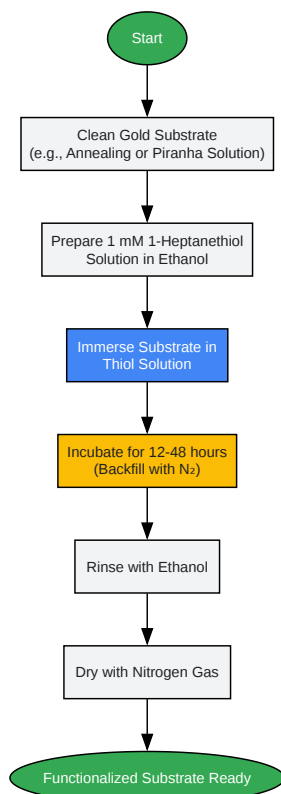 Start
Clean Gold Substrate
(e.g., Annealing or Piranha Solution)
Prepare 1 mM 1-Heptanethiol
Solution in Ethanol
Immerse Substrate in
Thiol Solution
Incubate for 12-48 hours
(Backfill with N₂)
Rinse with Ethanol
Dry with Nitrogen Gas
Functionalized Substrate Ready